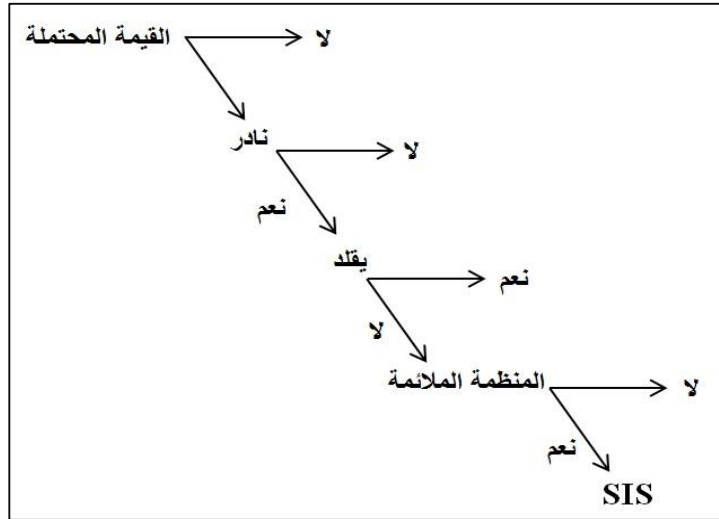 القيمة المحتملة
لا
نادر
لا
نعم
يقلد
نعم
لا
المنظمة الملائمة
لا
نعم
SIS